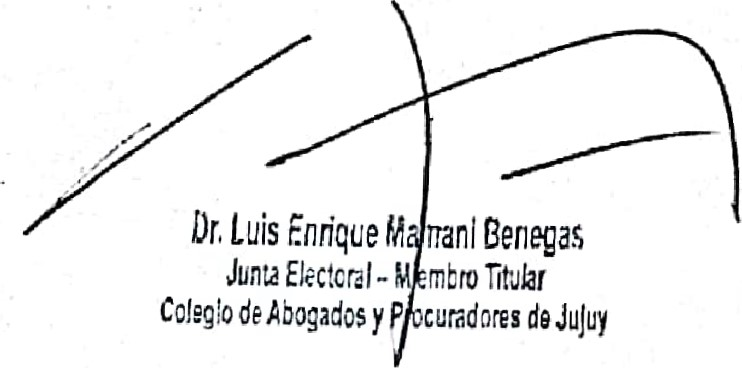 Dr. Luis Enrique Mamani Benegas
Junta Electoral - Miembro Titular
Colegio de Abogados y Procuradores de Jujuy